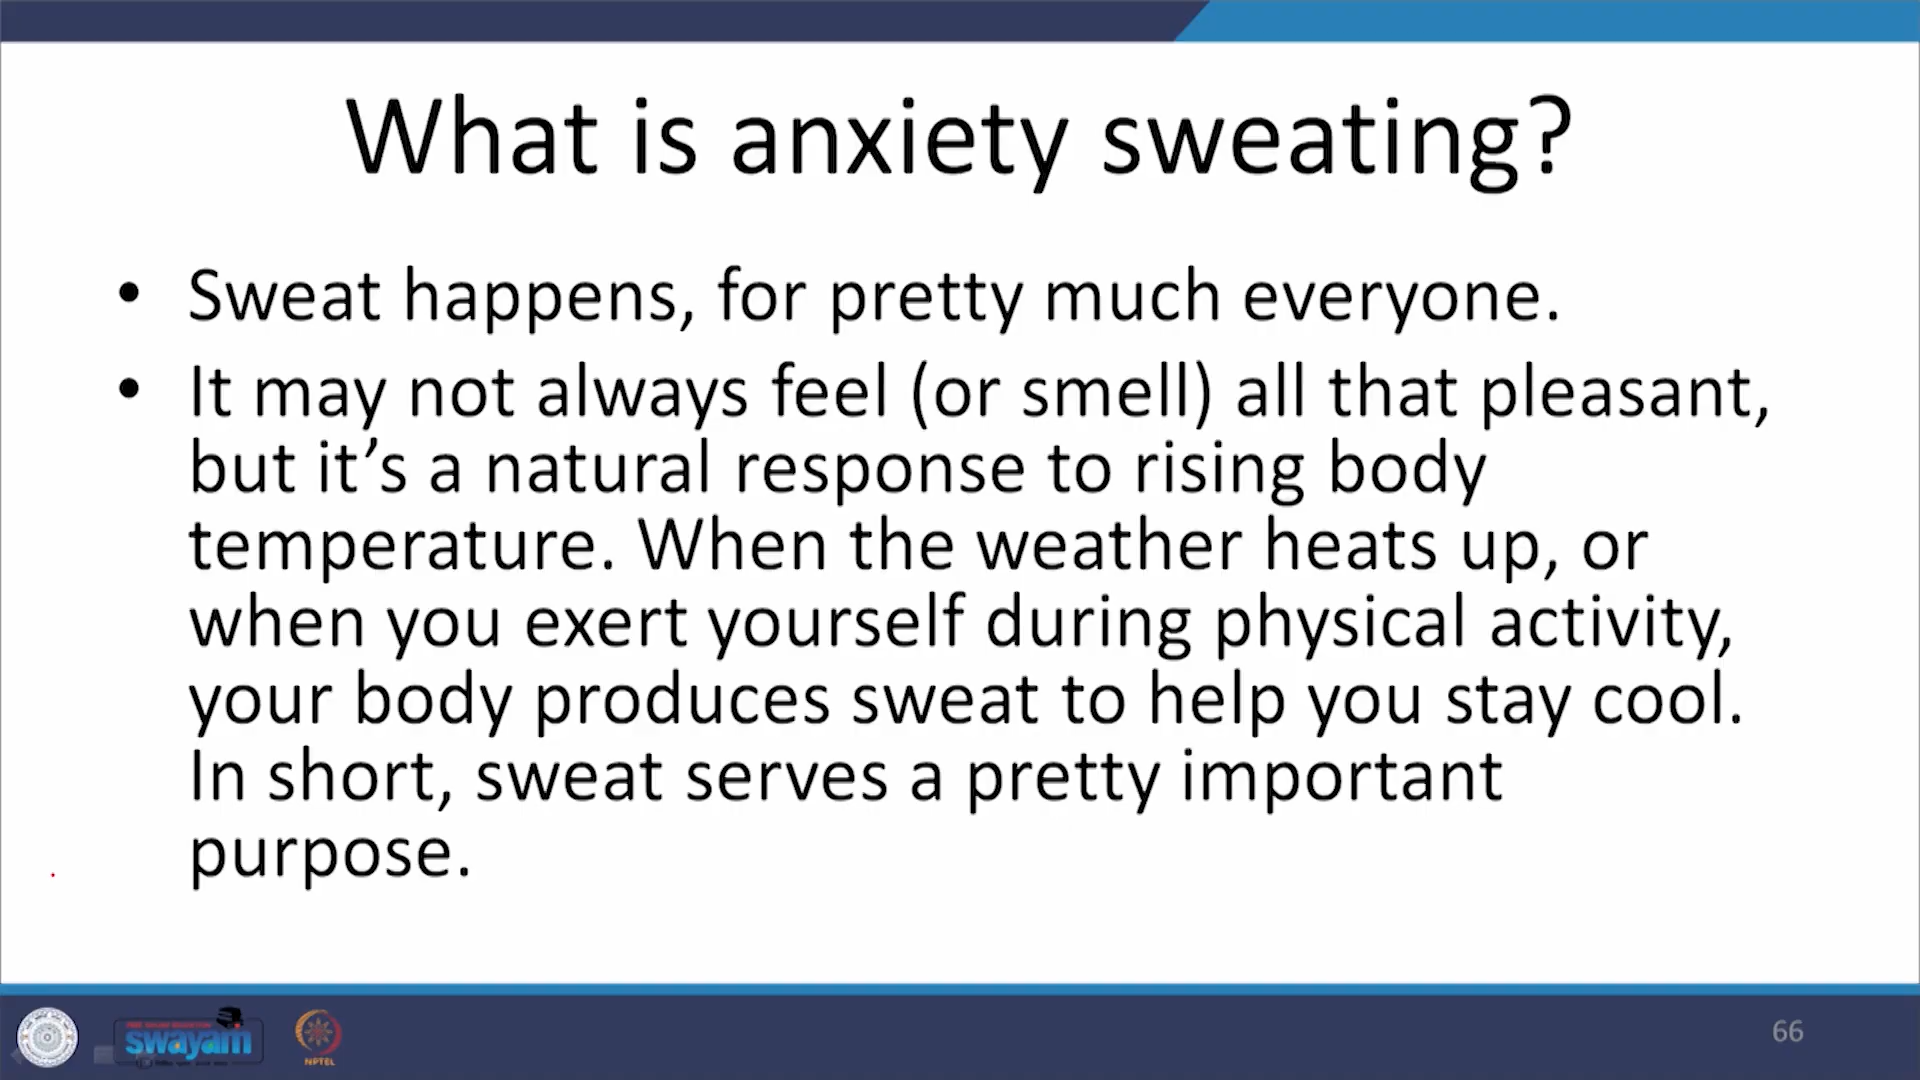 What is anxiety sweating?
• Sweat happens, for pretty much everyone.
• It may not always feel (or smell) all that pleasant,
but it’s a natural response to rising body
temperature. When the weather heats up, or
when you exert yourself during physical activity,
your body produces sweat to help you stay cool.
In short, sweat serves a pretty important
purpose.
swayam
NPTEL
66